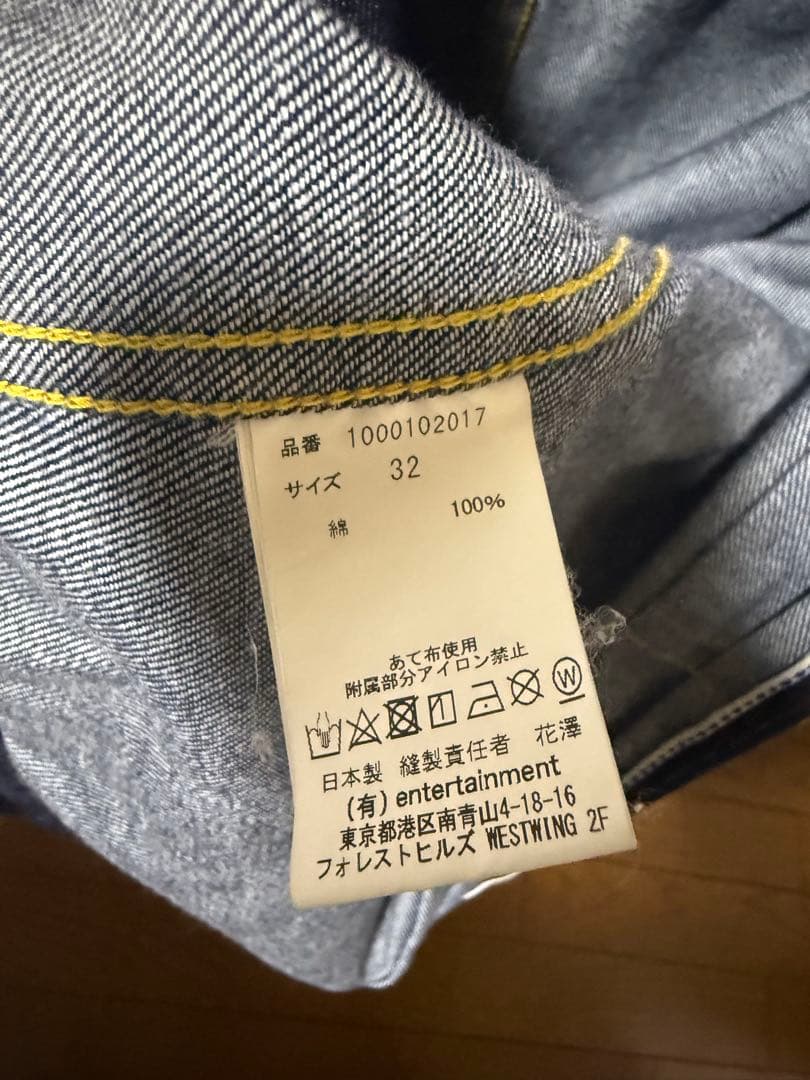 品番 1000102017
サイズ 32
綿 100%
あて布使用
附属部分アイロン禁止
W
日本製 縫製責任者 花澤
(有) entertainment
東京都港区南青山4-18-16
フォレストヒルズ WESTWING 2F